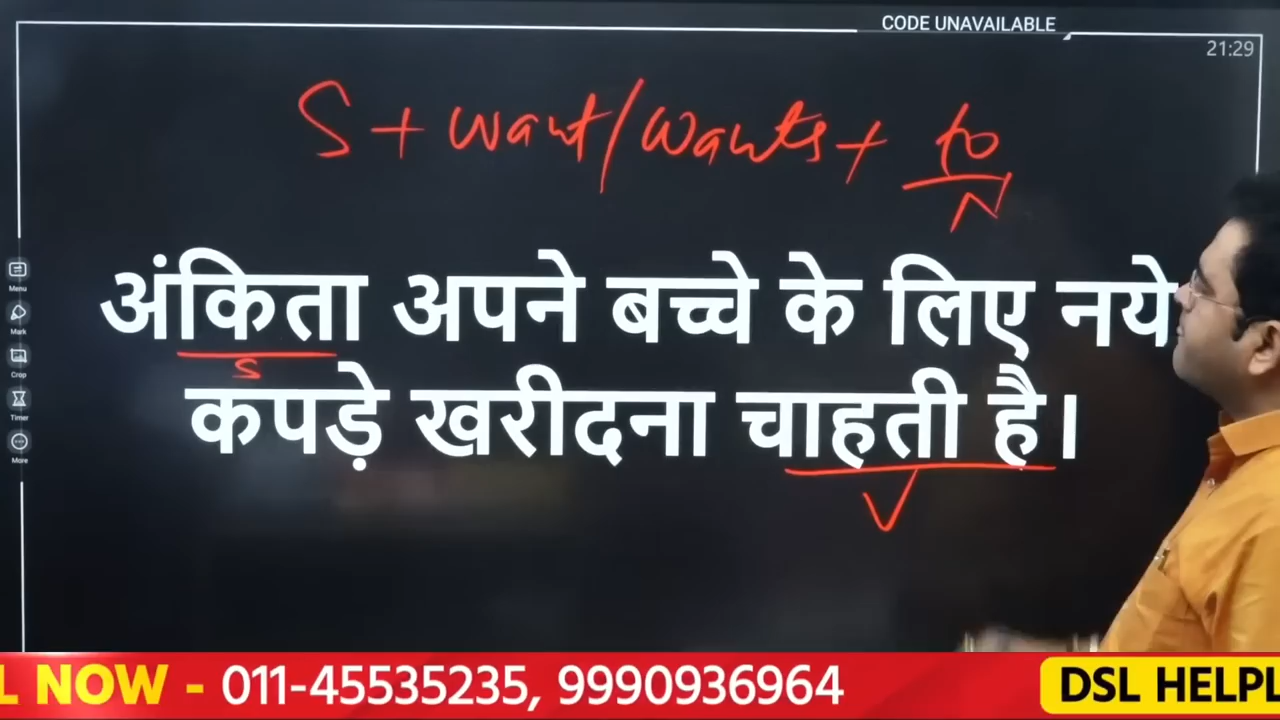 CODE UNAVAILABLE
21:29
S + want/wants + to
N
अंकिता अपने बच्चे के लिए नये
S
कपड़े खरीदना चाहती है।
V
Menu
Mark
Crop
Timer
More
L NOW - 011-45535235, 9990936964
DSL HELPL